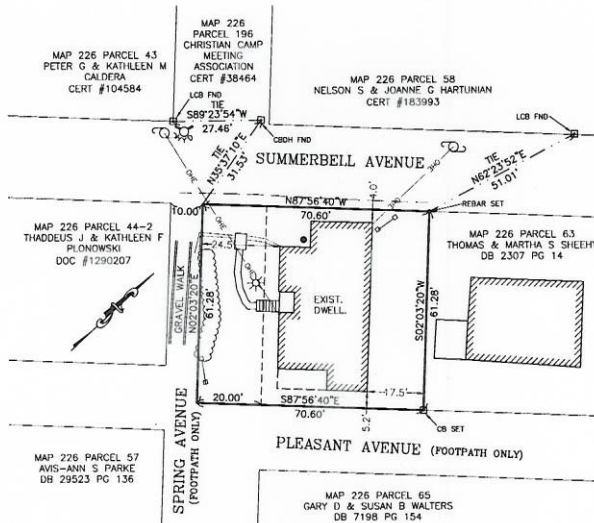 MAP 226 PARCEL 43
PETER G & KATHLEEN M
CALDERA
CERT #104584
MAP 226
PARCEL 196
CHRISTIAN CAMP
MEETING
ASSOCIATION
CERT #38464
MAP 226 PARCEL 58
NELSON S & JOANNE G HARTUNIAN
CERT #183993
LCB FND
S89°23'54"W
TIE
27.46'
CBDH FND
LCB FND
TIE
N35°37'10"E
31.53'
SUMMERBELL AVENUE
TIE
N62°23'52"E
51.01'
OHE
N87°56'40"W
70.60'
4.0'
REBAR SET
10.00'
MAP 226 PARCEL 44-2
THADDEUS J & KATHLEEN F
PLONOWSKI
DOC #1290207
MAP 226 PARCEL 63
THOMAS & MARTHA S SHEEHY
DB 2307 PG 14
24.5'
GRAVEL WALK
N02°03'20"E
61.28'
OHE
EXIST.
DWELL.
S02°03'20"W
61.28'
17.5'
20.00'
S87°56'40"E
70.60'
5.2'
CB SET
SPRING AVENUE
(FOOTPATH ONLY)
PLEASANT AVENUE (FOOTPATH ONLY)
MAP 226 PARCEL 57
AVIS-ANN S PARKE
DB 29523 PG 136
MAP 226 PARCEL 65
GARY D & SUSAN B WALTERS
DB 7198 PG 154